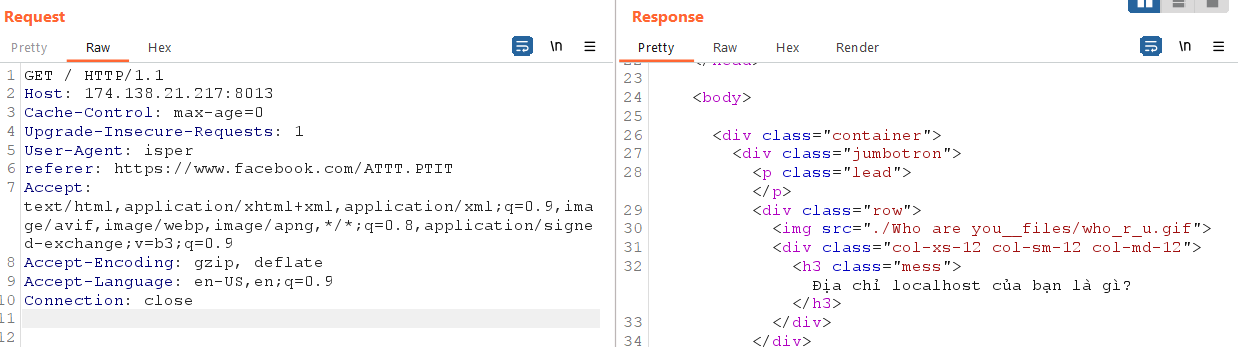 Request
Pretty Raw Hex \n
1 GET / HTTP/1.1
2 Host: 174.138.21.217:8013
3 Cache-Control: max-age=0
4 Upgrade-Insecure-Requests: 1
5 User-Agent: isper
6 referer: https://www.facebook.com/ATTT.PTIT
7 Accept:
text/html,application/xhtml+xml,application/xml;q=0.9,ima
ge/avif,image/webp,image/apng,*/*;q=0.8,application/signe
d-exchange;v=b3;q=0.9
8 Accept-Encoding: gzip, deflate
9 Accept-Language: en-US,en;q=0.9
10 Connection: close
11
12
Response
Pretty Raw Hex Render \n
22 </head>
23
24 <body>
25
26 <div class="container">
27 <div class="jumbotron">
28 <p class="lead">
</p>
29 <div class="row">
30 <img src="./Who are you__files/who_r_u.gif">
31 <div class="col-xs-12 col-sm-12 col-md-12">
32 <h3 class="mess">
Địa chỉ localhost của bạn là gì?
</h3>
33 </div>
34 </div>